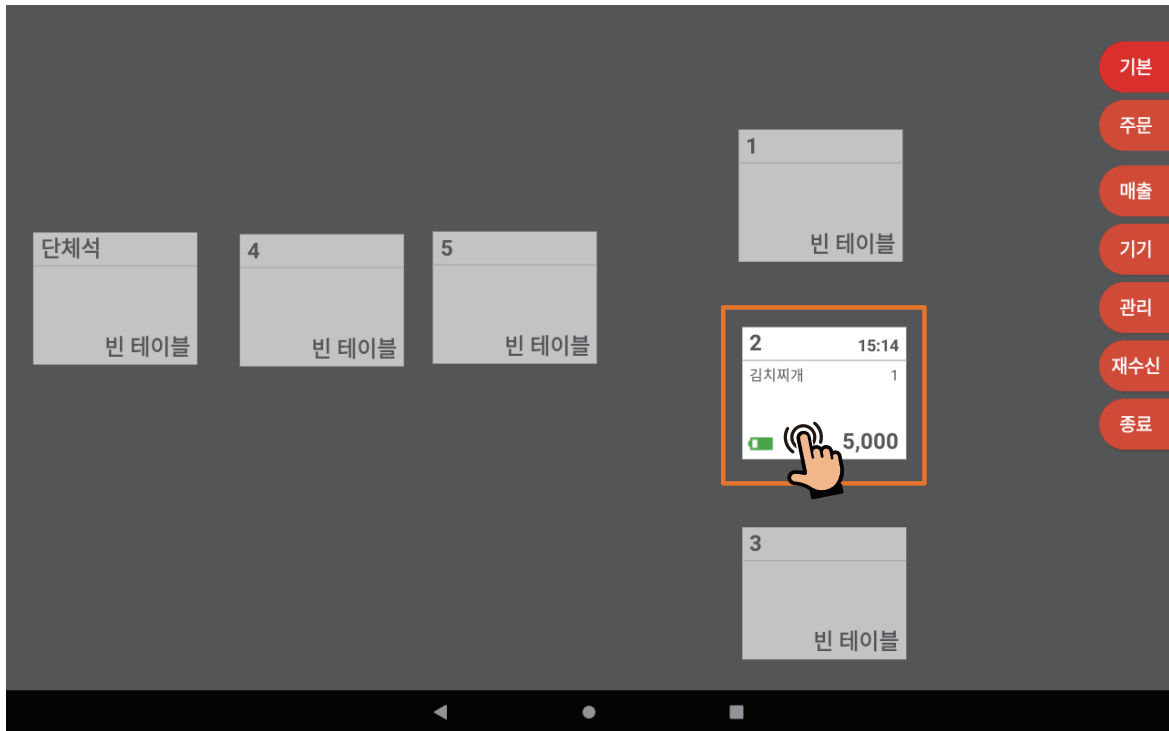 단체석
빈 테이블
4
빈 테이블
5
빈 테이블
1
빈 테이블
2 15:14
김치찌개 1
5,000
3
빈 테이블
기본
주문
매출
기기
관리
재수신
종료